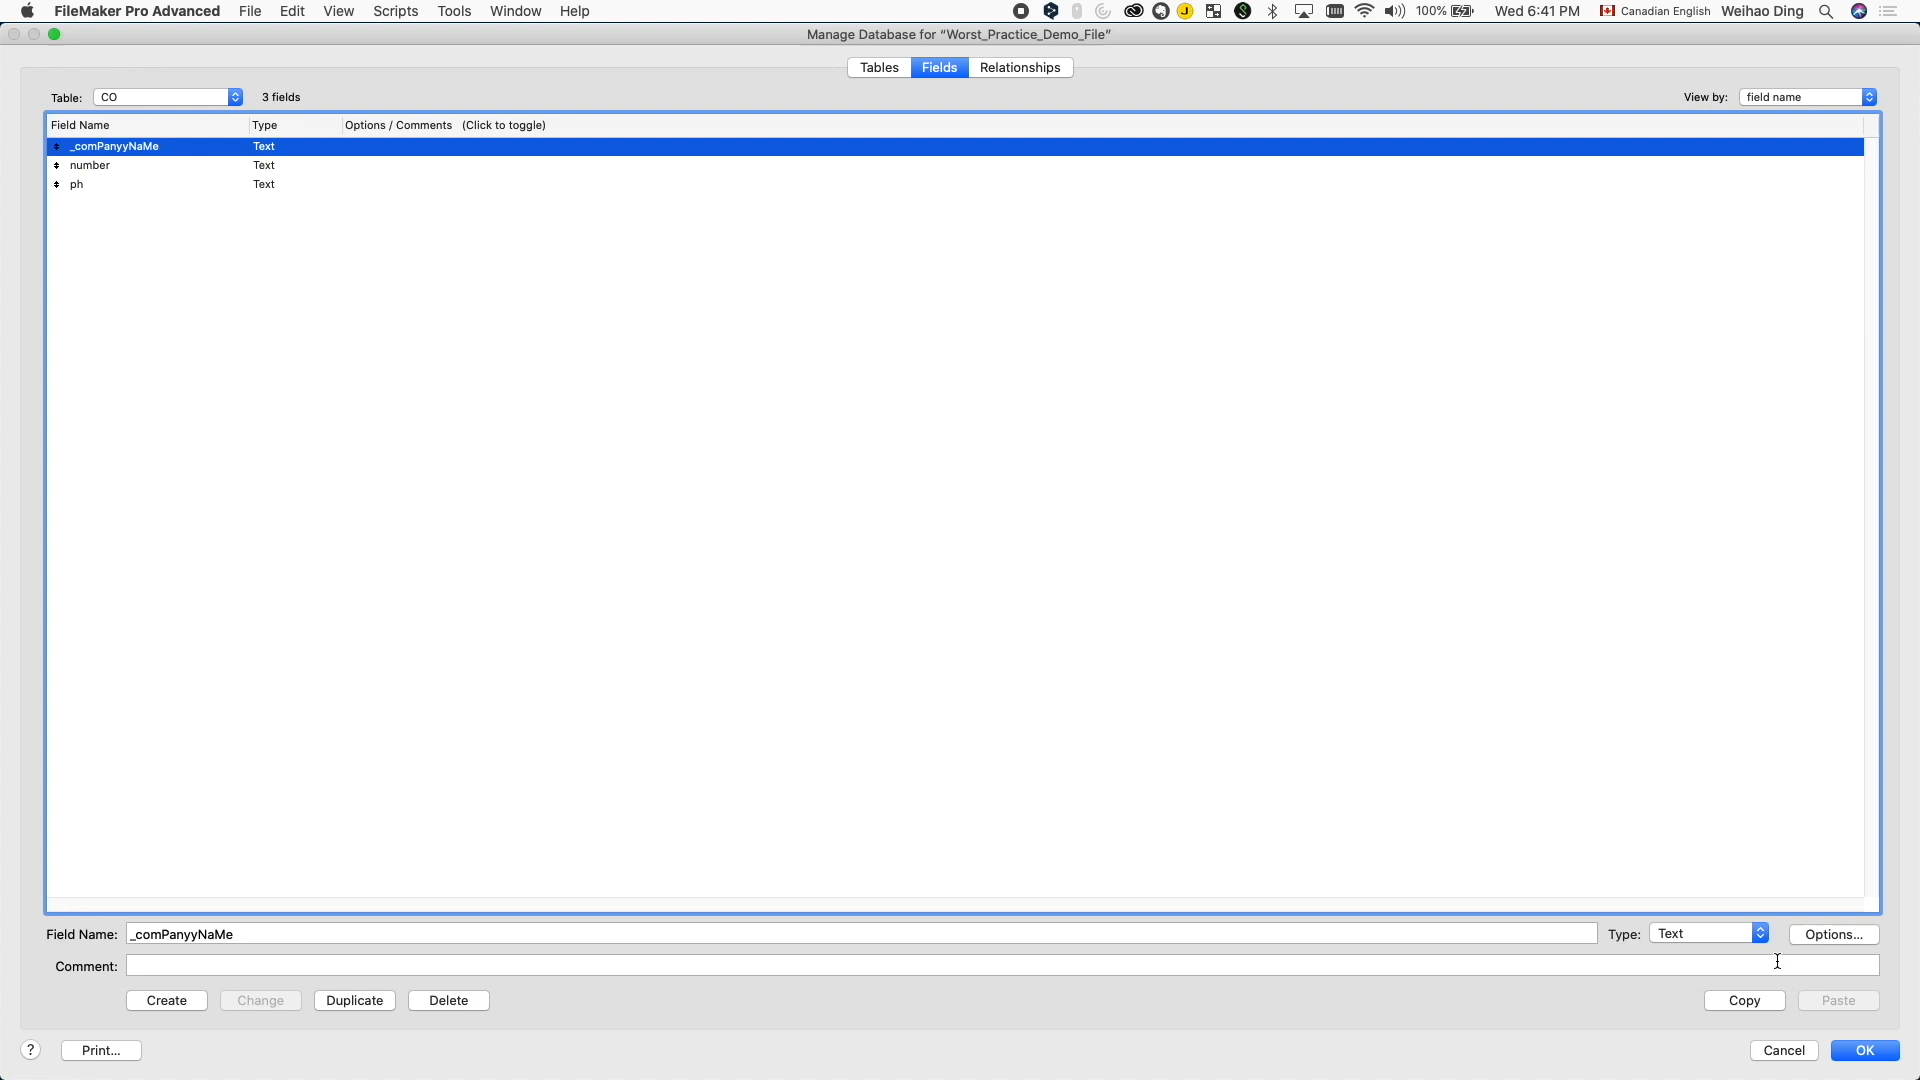 FileMaker Pro Advanced File Edit View Scripts Tools Window Help 100% Wed 6:41 PM Canadian English Weihao Ding
Manage Database for “Worst_Practice_Demo_File”
Tables Fields Relationships
Table: CO 3 fields View by: field name
Field Name Type Options / Comments (Click to toggle)
_comPanyyNaMe Text
number Text
ph Text
Field Name: _comPanyyNaMe Type: Text Options...
Comment:
Create Change Duplicate Delete Copy Paste
? Print... Cancel OK